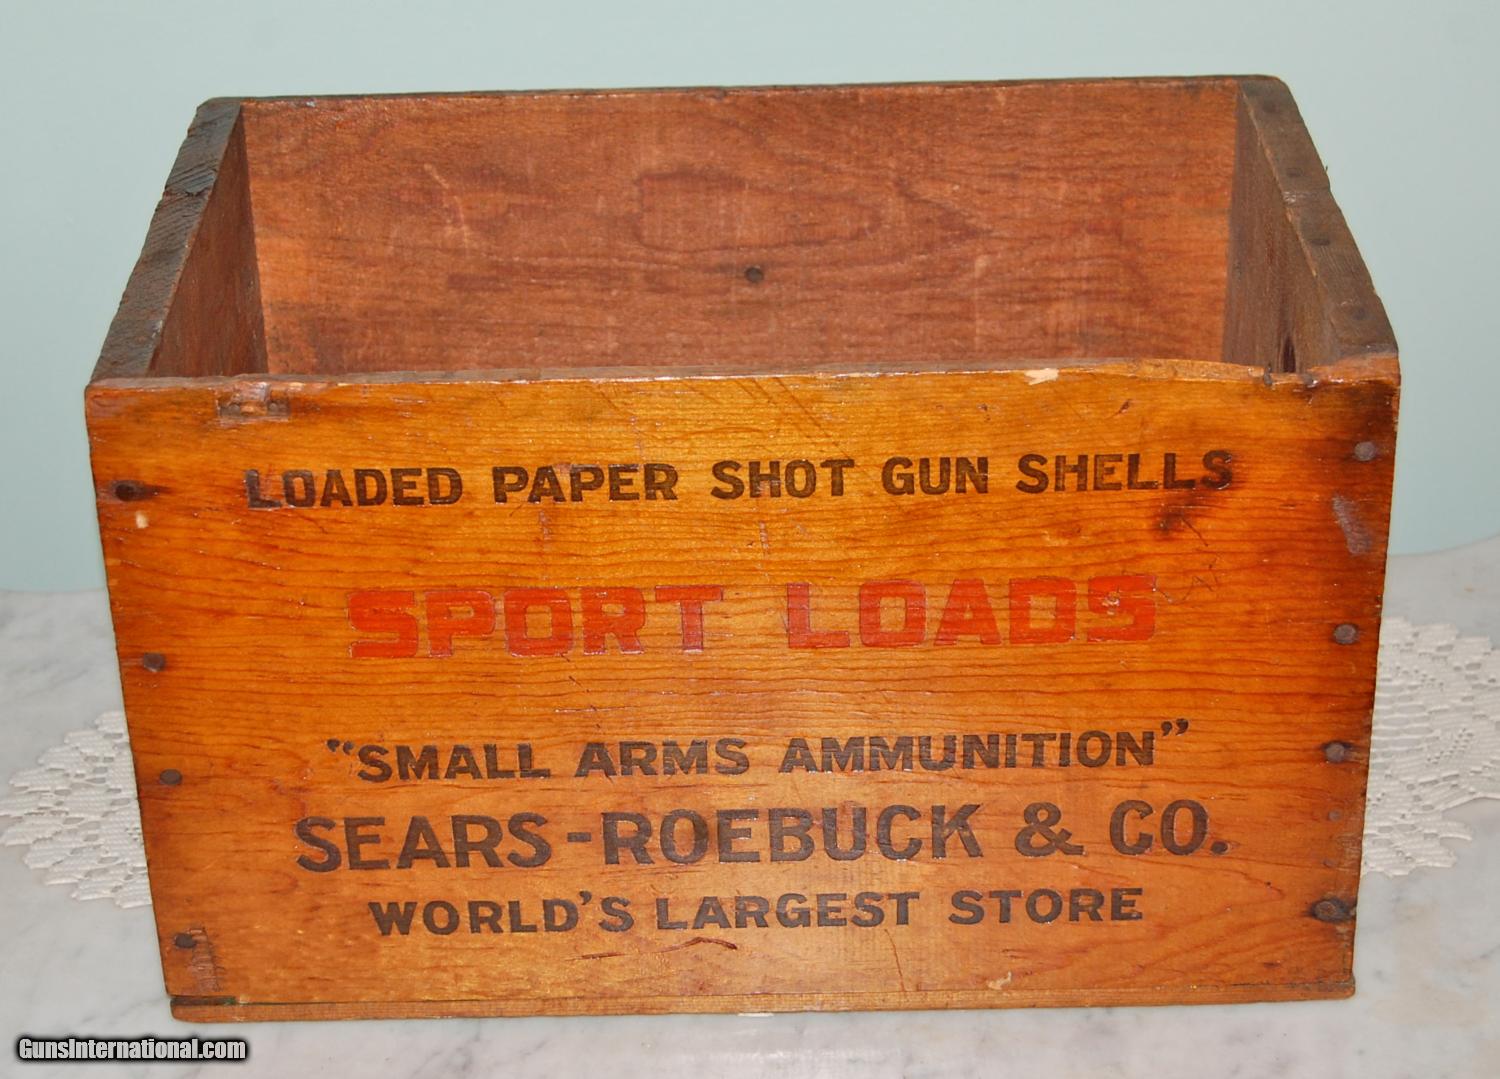 LOADED PAPER SHOT GUN SHELLS
SPORT LOADS
"SMALL ARMS AMMUNITION"
SEARS-ROEBUCK & CO.
WORLD'S LARGEST STORE
GunsInternational.com